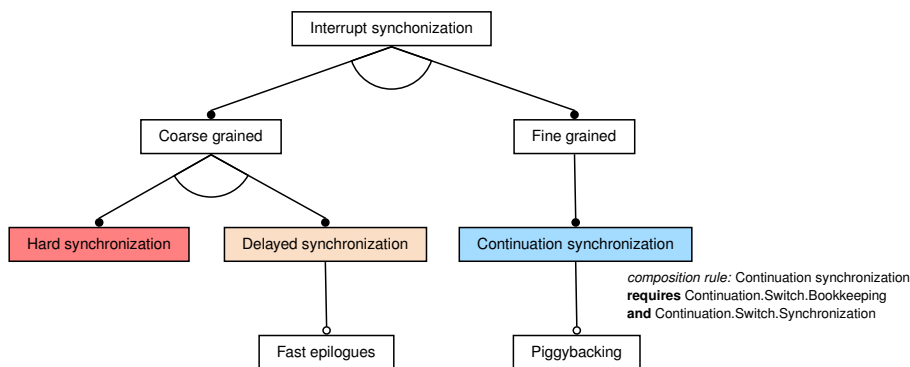 Interrupt synchonization
Coarse grained
Fine grained
Hard synchronization
Delayed synchronization
Continuation synchronization
composition rule: Continuation synchronization
requires Continuation.Switch.Bookkeeping
and Continuation.Switch.Synchronization
Fast epilogues
Piggybacking